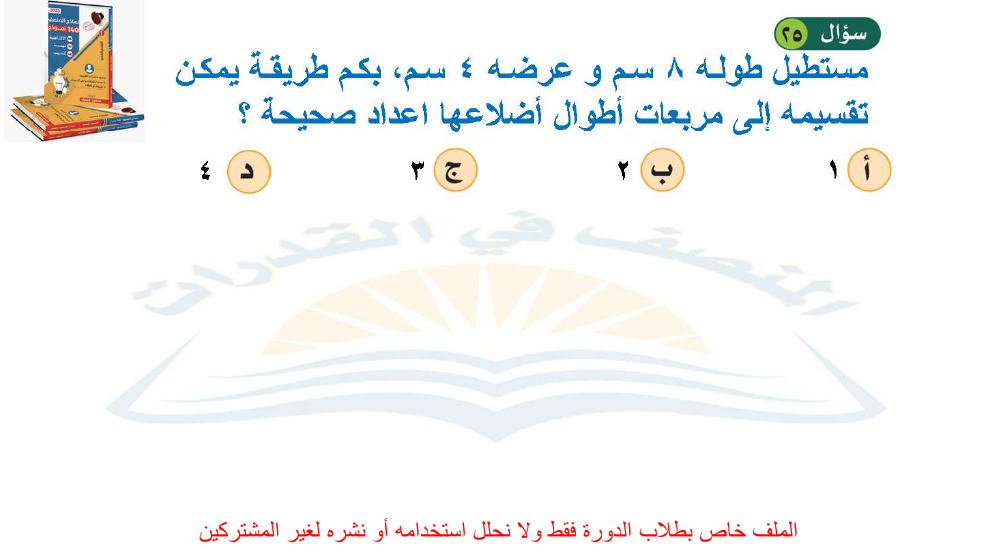 سؤال ٢٥
مستطيل طوله ٨ سم و عرضه ٤ سم، بكم طريقة يمكن
تقسيمه إلى مربعات أطوال أضلاعها اعداد صحيحة ؟
أ ١
ب ٢
ج ٣
د ٤
المنصف في القدرات
الملف خاص بطلاب الدورة فقط ولا نحلل استخدامه أو نشره لغير المشتركين